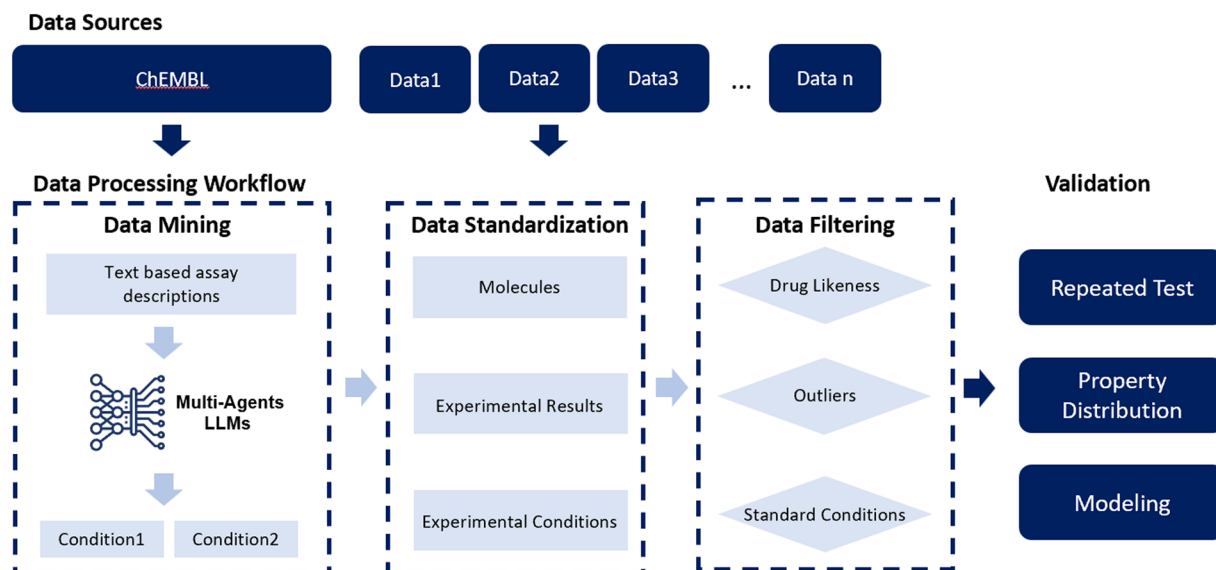 Data Sources
ChEMBL
Data1
Data2
Data3
...
Data n
Data Processing Workflow
Validation
Data Mining
Text based assay
descriptions
Multi-Agents
LLMs
Condition1
Condition2
Data Standardization
Molecules
Experimental Results
Experimental Conditions
Data Filtering
Drug Likeness
Outliers
Standard Conditions
Repeated Test
Property
Distribution
Modeling